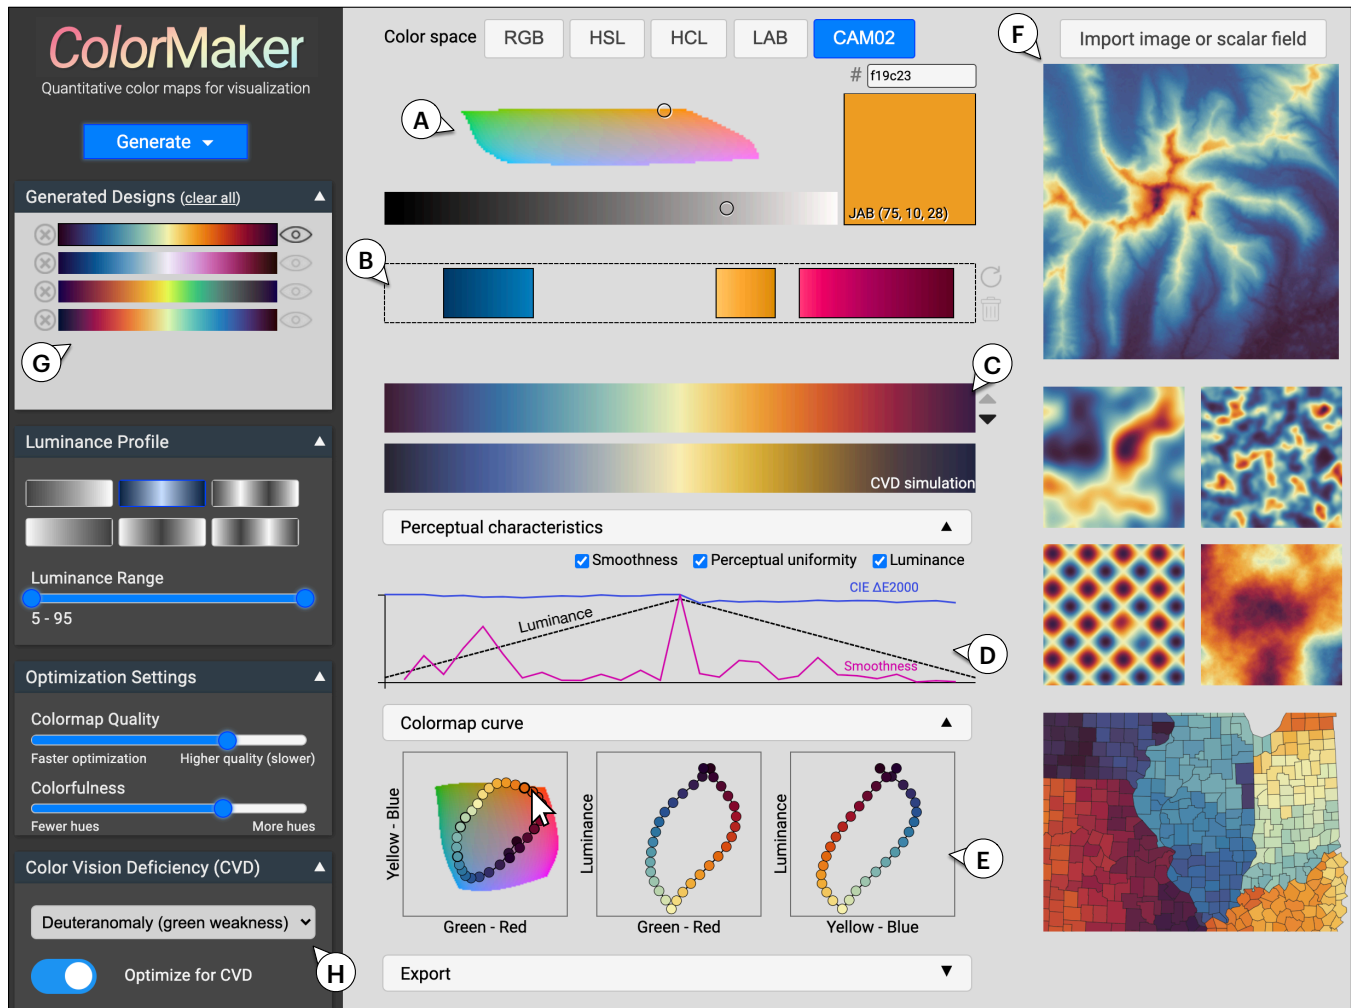 ColorMaker
Quantitative color maps for visualization
Generate
Generated Designs (clear all)
G
Luminance Profile
Luminance Range
5 - 95
Optimization Settings
Colormap Quality
Faster optimization Higher quality (slower)
Colorfulness
Fewer hues More hues
Color Vision Deficiency (CVD)
Deuteranomaly (green weakness)
H
Optimize for CVD
Color space RGB HSL HCL LAB CAM02
# f19c23
A
JAB (75, 10, 28)
B
C
CVD simulation
Perceptual characteristics
Smoothness Perceptual uniformity Luminance
CIE ΔE2000
Luminance
D
Smoothness
Colormap curve
Yellow - Blue
Green - Red
Luminance
Green - Red
Luminance
Yellow - Blue
E
Export
F
Import image or scalar field